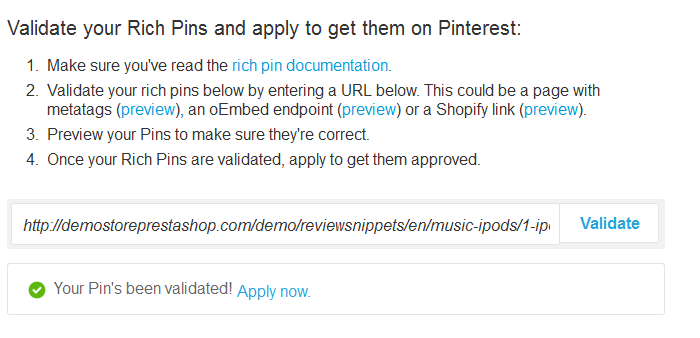 Validate your Rich Pins and apply to get them on Pinterest:
1. Make sure you've read the rich pin documentation.
2. Validate your rich pins below by entering a URL below. This could be a page with
metatags (preview), an oEmbed endpoint (preview) or a Shopify link (preview).
3. Preview your Pins to make sure they're correct.
4. Once your Rich Pins are validated, apply to get them approved.
http://demostoreprestashop.com/demo/reviewsnippets/en/music-ipods/1-ip Validate
Your Pin's been validated! Apply now.